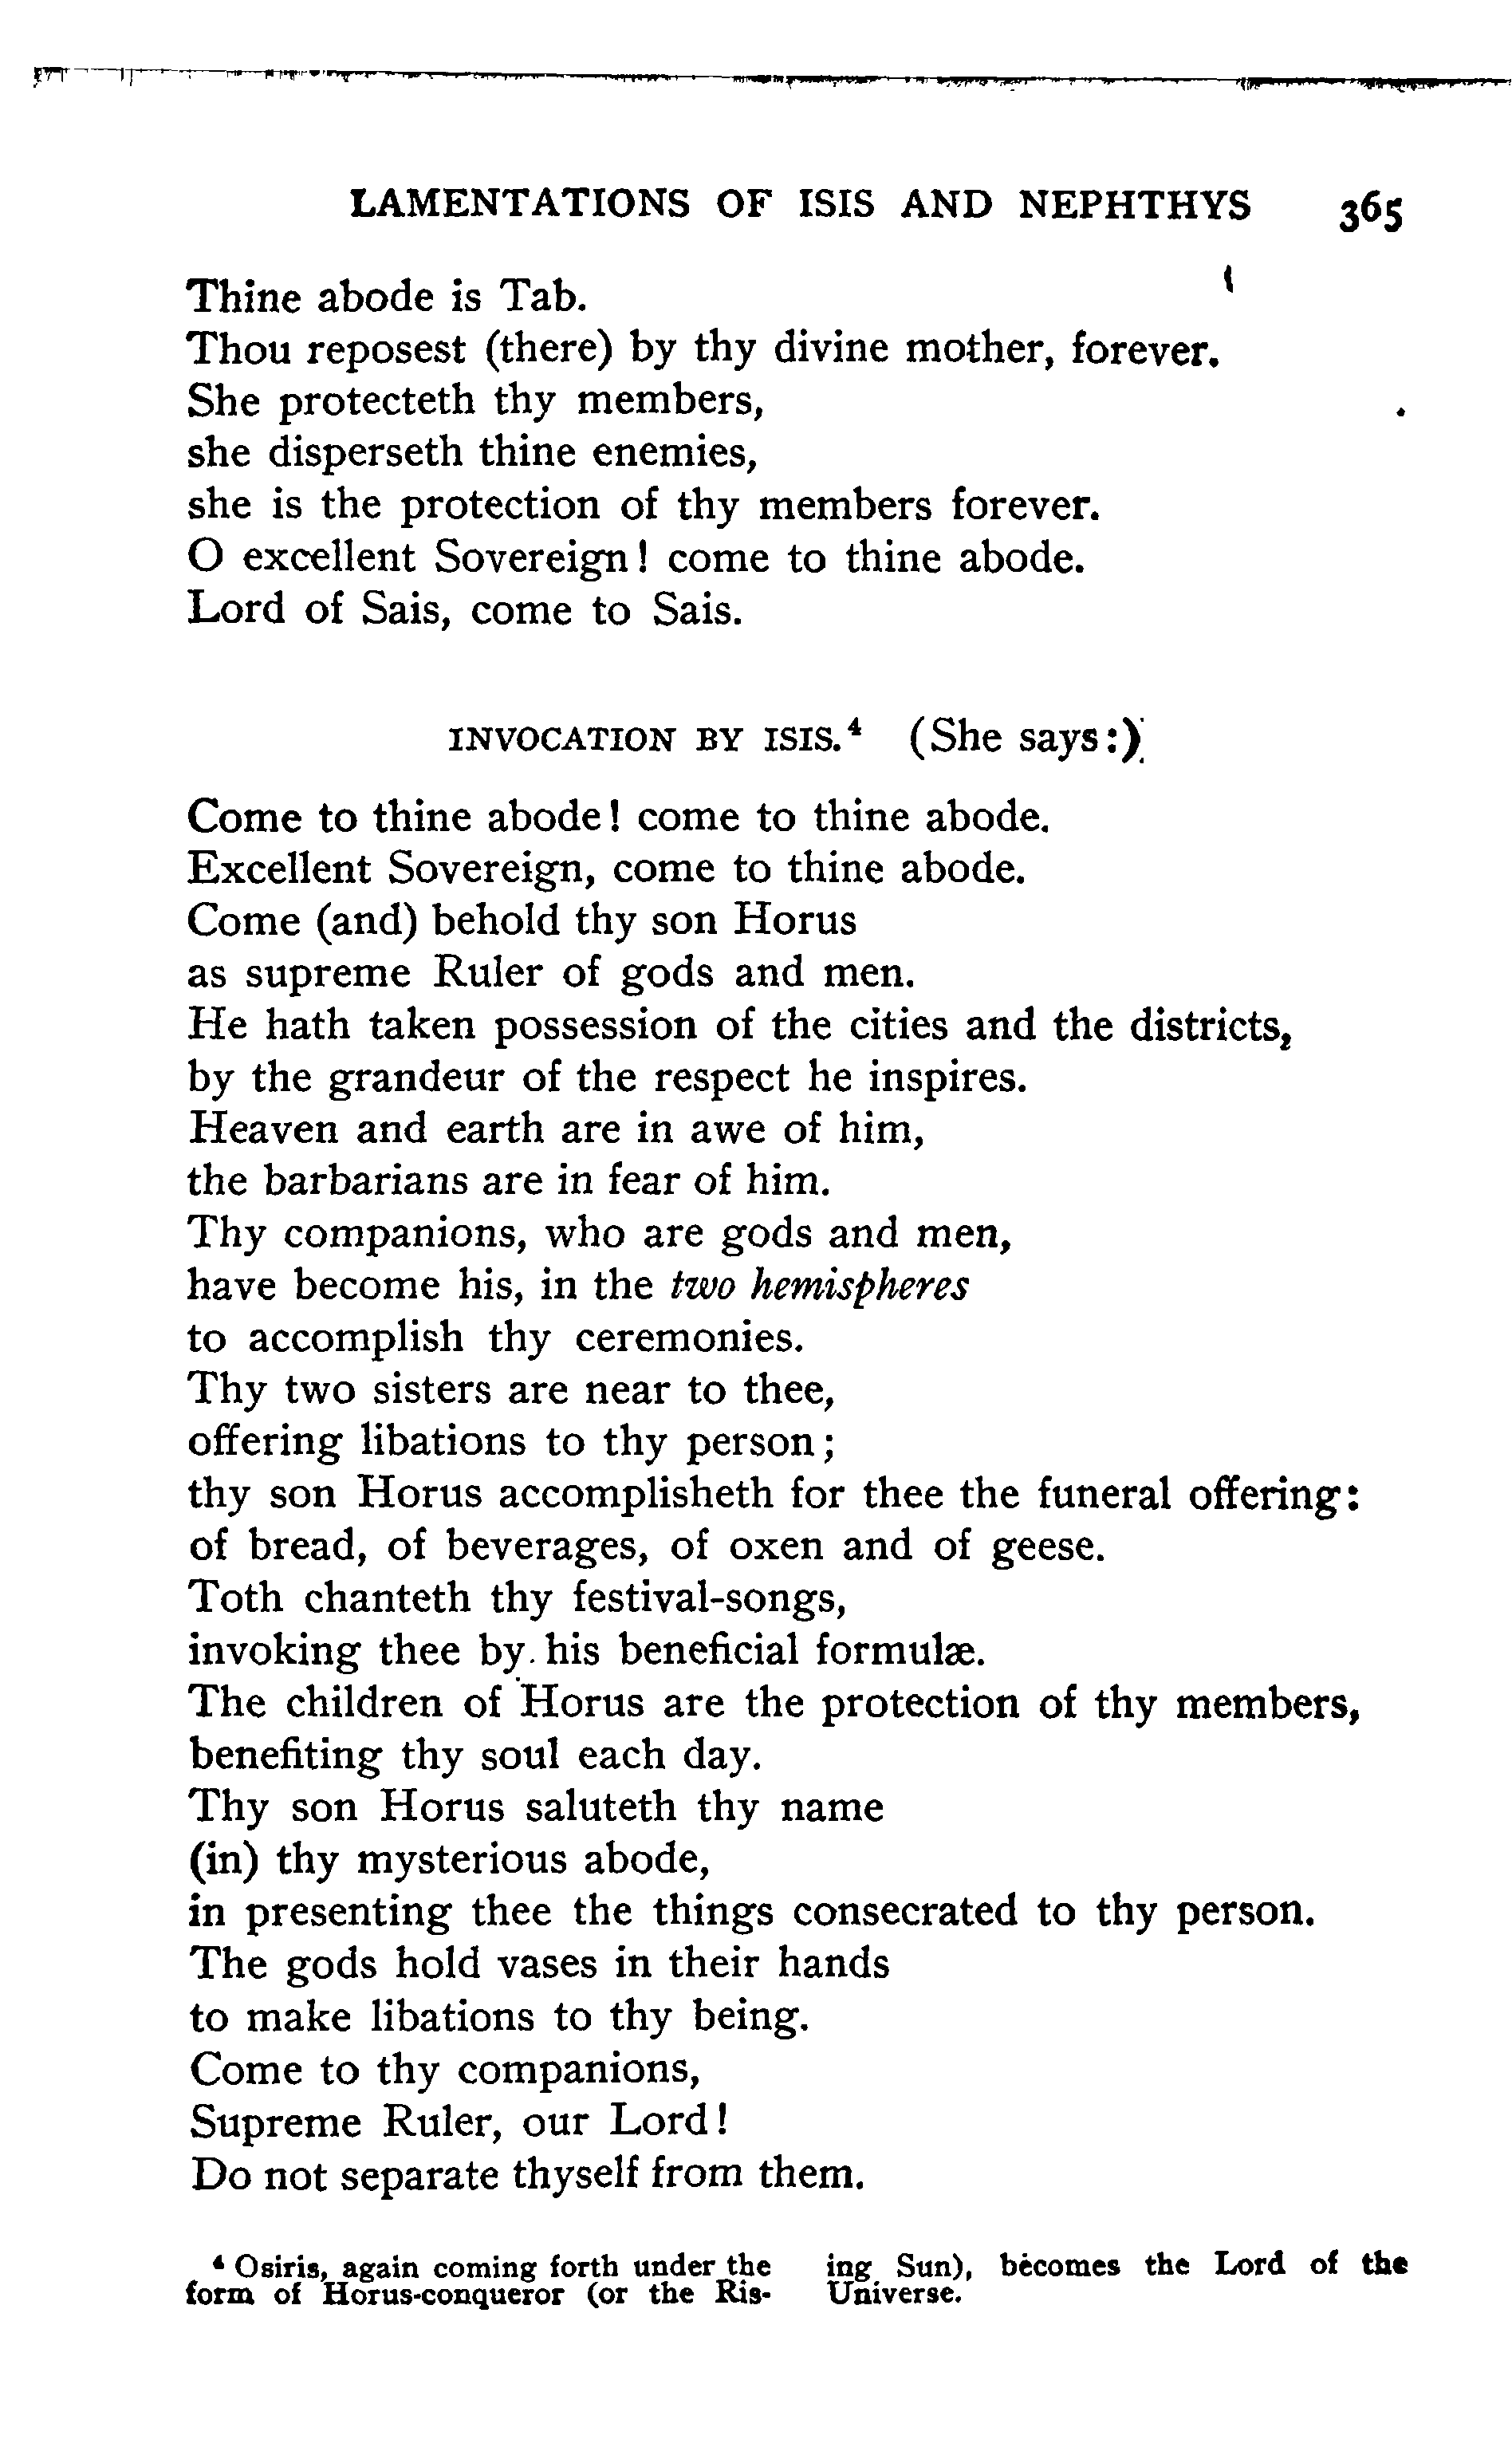 LAMENTATIONS OF ISIS AND NEPHTHYS 365
Thine abode is Tab.
Thou reposest (there) by thy divine mother, forever.
She protecteth thy members,
she disperseth thine enemies,
she is the protection of thy members forever.
O excellent Sovereign! come to thine abode.
Lord of Sais, come to Sais.
INVOCATION BY ISIS.⁴ (She says:)
Come to thine abode! come to thine abode.
Excellent Sovereign, come to thine abode.
Come (and) behold thy son Horus
as supreme Ruler of gods and men.
He hath taken possession of the cities and the districts,
by the grandeur of the respect he inspires.
Heaven and earth are in awe of him,
the barbarians are in fear of him.
Thy companions, who are gods and men,
have become his, in the two hemispheres
to accomplish thy ceremonies.
Thy two sisters are near to thee,
offering libations to thy person;
thy son Horus accomplisheth for thee the funeral offering:
of bread, of beverages, of oxen and of geese.
Toth chanteth thy festival-songs,
invoking thee by his beneficial formulæ.
The children of Horus are the protection of thy members,
benefiting thy soul each day.
Thy son Horus saluteth thy name
(in) thy mysterious abode,
in presenting thee the things consecrated to thy person.
The gods hold vases in their hands
to make libations to thy being.
Come to thy companions,
Supreme Ruler, our Lord!
Do not separate thyself from them.
⁴ Osiris, again coming forth under the
form of Horus-conqueror (or the Ris-
ing Sun), becomes the Lord of the
Universe.